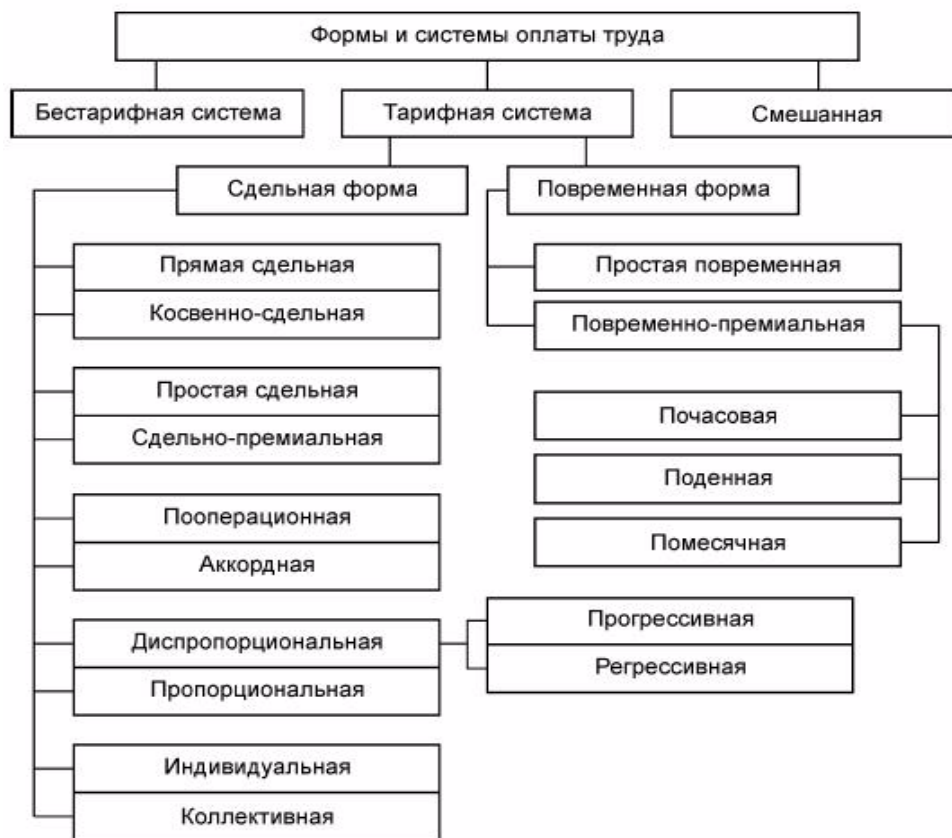 Формы и системы оплаты труда
Бестарифная система
Тарифная система
Смешанная
Сдельная форма
Повременная форма
Прямая сдельная
Косвенно-сдельная
Простая сдельная
Сдельно-премиальная
Пооперационная
Аккордная
Диспропорциональная
Пропорциональная
Индивидуальная
Коллективная
Простая повременная
Повременно-премиальная
Почасовая
Поденная
Помесячная
Прогрессивная
Регрессивная